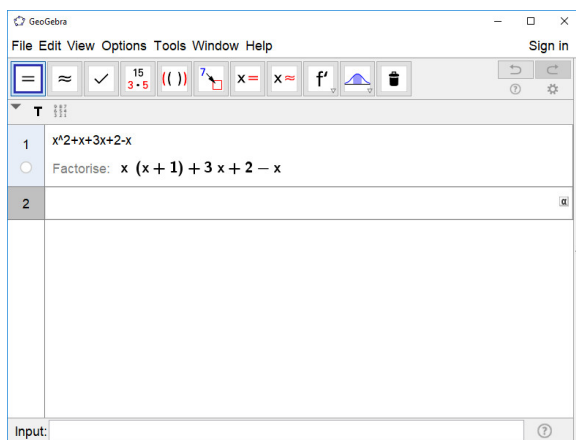 GeoGebra
File Edit View Options Tools Window Help Sign in
= ≈ ✓ 15 3·5 (( )) 7 x= x≈ f'
T
1 x^2+x+3x+2-x
Factorise: x (x + 1) + 3 x + 2 − x
2 α
Input: